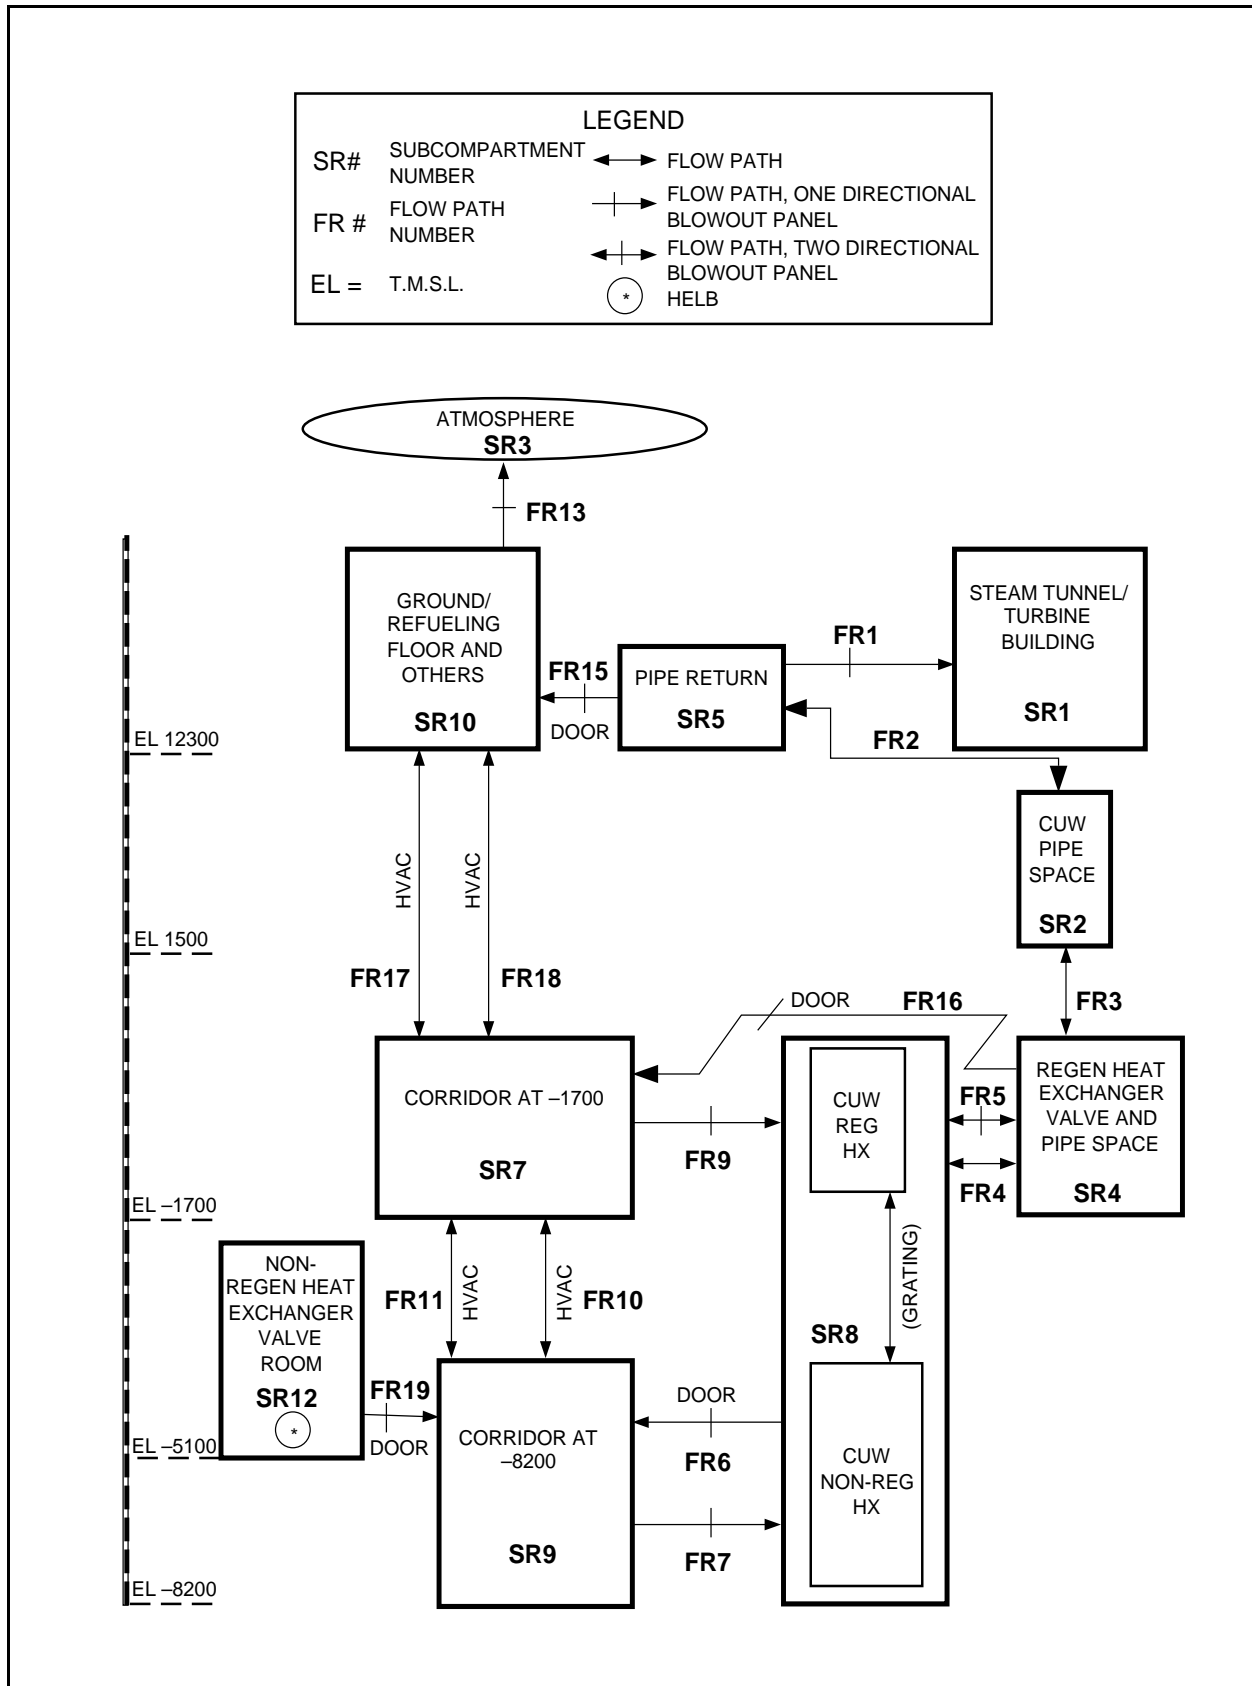 LEGEND
SR#
SUBCOMPARTMENT
NUMBER
FLOW PATH
FR #
FLOW PATH
NUMBER
FLOW PATH, ONE DIRECTIONAL
BLOWOUT PANEL
EL =
T.M.S.L.
FLOW PATH, TWO DIRECTIONAL
BLOWOUT PANEL
*
HELB
ATMOSPHERE
SR3
FR13
GROUND/
REFUELING
FLOOR AND
OTHERS
SR10
FR15
DOOR
PIPE RETURN
SR5
FR1
STEAM TUNNEL/
TURBINE
BUILDING
SR1
FR2
EL 12300
HVAC
HVAC
CUW
PIPE
SPACE
SR2
EL 1500
FR17
FR18
DOOR
FR16
FR3
CORRIDOR AT –1700
SR7
FR9
CUW
REG
HX
FR5
FR4
REGEN HEAT
EXCHANGER
VALVE AND
PIPE SPACE
SR4
EL –1700
NON-
REGEN HEAT
EXCHANGER
VALVE
ROOM
SR12
*
FR11
HVAC
HVAC
FR10
(GRATING)
SR8
FR19
DOOR
CORRIDOR AT
–8200
SR9
DOOR
FR6
FR7
CUW
NON-REG
HX
EL –5100
EL –8200